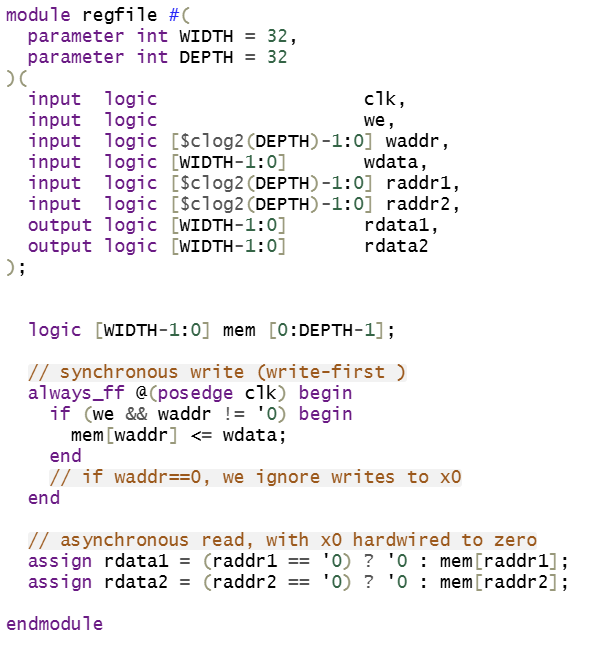 module regfile #(
  parameter int WIDTH = 32,
  parameter int DEPTH = 32
)(
  input  logic                   clk,
  input  logic                   we,
  input  logic [$clog2(DEPTH)-1:0] waddr,
  input  logic [WIDTH-1:0]       wdata,
  input  logic [$clog2(DEPTH)-1:0] raddr1,
  input  logic [$clog2(DEPTH)-1:0] raddr2,
  output logic [WIDTH-1:0]       rdata1,
  output logic [WIDTH-1:0]       rdata2
);
  logic [WIDTH-1:0] mem [0:DEPTH-1];
  // synchronous write (write-first )
  always_ff @(posedge clk) begin
    if (we && waddr != '0) begin
      mem[waddr] <= wdata;
    end
    // if waddr==0, we ignore writes to x0
  end
  // asynchronous read, with x0 hardwired to zero
  assign rdata1 = (raddr1 == '0) ? '0 : mem[raddr1];
  assign rdata2 = (raddr2 == '0) ? '0 : mem[raddr2];
endmodule